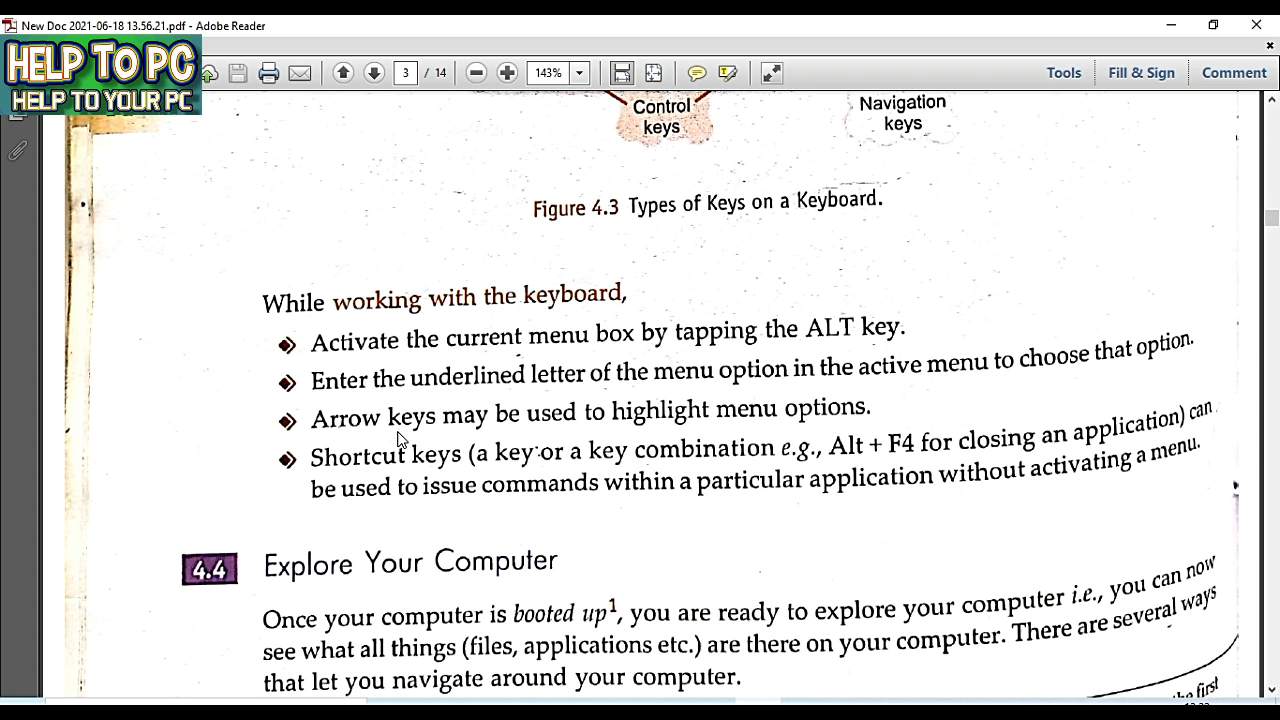 New Doc 2021-06-18 13.56.21.pdf - Adobe Reader
HELP TO PC
HELP TO YOUR PC
3 / 14
143%
Tools
Fill & Sign
Comment
Control
keys
Navigation
keys
Figure 4.3 Types of Keys on a Keyboard.
While working with the keyboard,
Activate the current menu box by tapping the ALT key.
Enter the underlined letter of the menu option in the active menu to choose that option.
Arrow keys may be used to highlight menu options.
Shortcut keys (a key or a key combination e.g., Alt + F4 for closing an application) can
be used to issue commands within a particular application without activating a menu.
4.4 Explore Your Computer
Once your computer is booted up1, you are ready to explore your computer i.e., you can now
see what all things (files, applications etc.) are there on your computer. There are several ways
that let you navigate around your computer.
the first